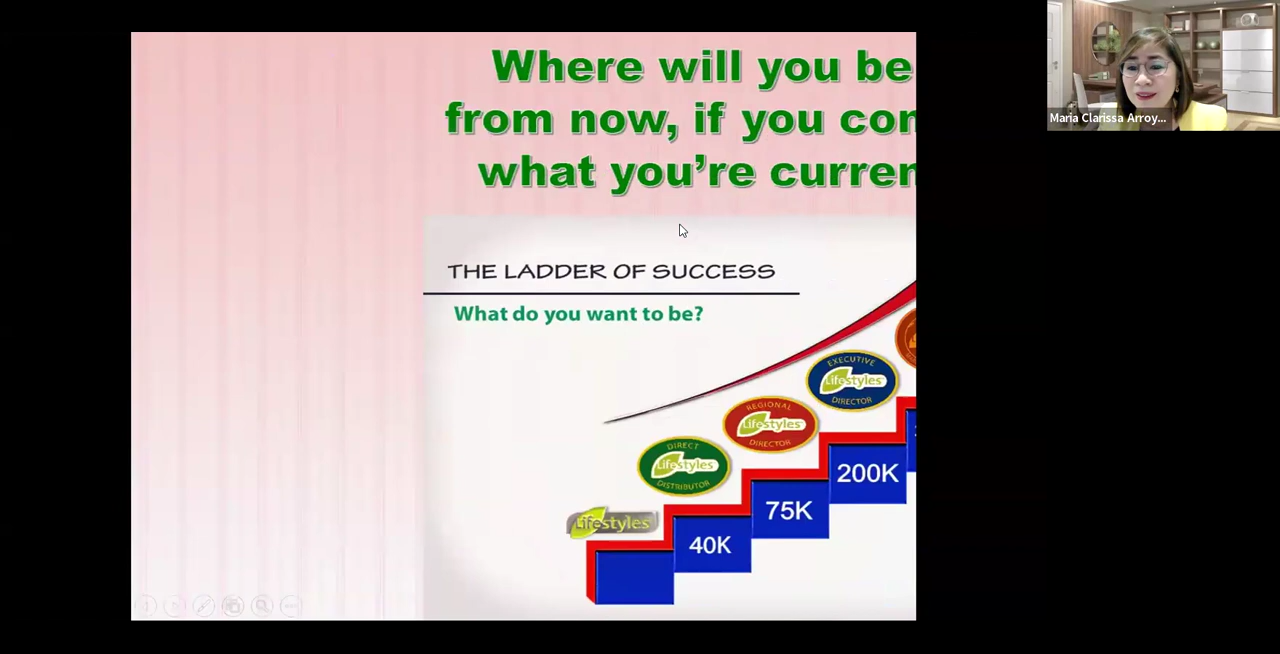 Where will you be
from now, if you con
what you're curren
THE LADDER OF SUCCESS
What do you want to be?
EXECUTIVE
Lifestyles
DIRECTOR
REGIONAL
Lifestyles
DIRECTOR
DIRECT
Lifestyles
DISTRIBUTOR
Lifestyles
200K
75K
40K
Maria Clarissa Arroy...